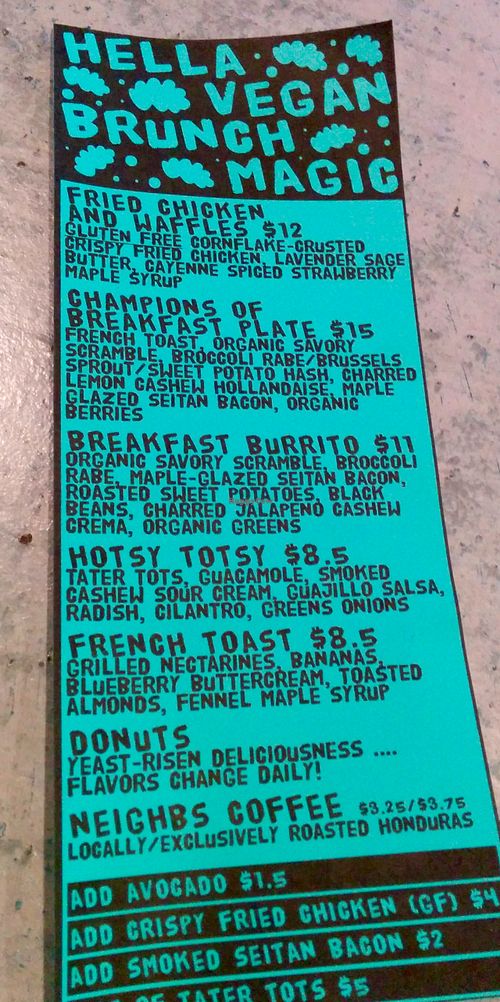 HELLA
VEGAN
BRUNCH
MAGIC
FRIED CHICKEN
AND WAFFLES $12
GLUTEN FREE CORNFLAKE-CRUSTED
CRISPY FRIED CHICKEN, LAVENDER SAGE
BUTTER, CAYENNE SPICED STRAWBERRY
MAPLE SYRUP
CHAMPIONS OF
BREAKFAST PLATE $15
FRENCH TOAST, ORGANIC SAVORY
SCRAMBLE, BROCCOLI RABE/BRUSSELS
SPROUT/SWEET POTATO HASH, CHARRED
LEMON CASHEW HOLLANDAISE, MAPLE
GLAZED SEITAN BACON, ORGANIC
BERRIES
BREAKFAST BURRITO $11
ORGANIC SAVORY SCRAMBLE, BROCCOLI
RABE, MAPLE-GLAZED SEITAN BACON,
ROASTED SWEET POTATOES, BLACK
BEANS, CHARRED JALAPENO CASHEW
CREMA, ORGANIC GREENS
HOTSY TOTSY $8.5
TATER TOTS, GUACAMOLE, SMOKED
CASHEW SOUR CREAM, GUAJILLO SALSA,
RADISH, CILANTRO, GREENS ONIONS
FRENCH TOAST $8.5
GRILLED NECTARINES, BANANAS,
BLUEBERRY BUTTERCREAM, TOASTED
ALMONDS, FENNEL MAPLE SYRUP
DONUTS
YEAST-RISEN DELICIOUSNESS ....
FLAVORS CHANGE DAILY!
NEIGHBS COFFEE $3.25/$3.75
LOCALLY/EXCLUSIVELY ROASTED HONDURAS
ADD AVOCADO $1.5
ADD CRISPY FRIED CHICKEN (GF) $4
ADD SMOKED SEITAN BACON $2
OF TATER TOTS $5